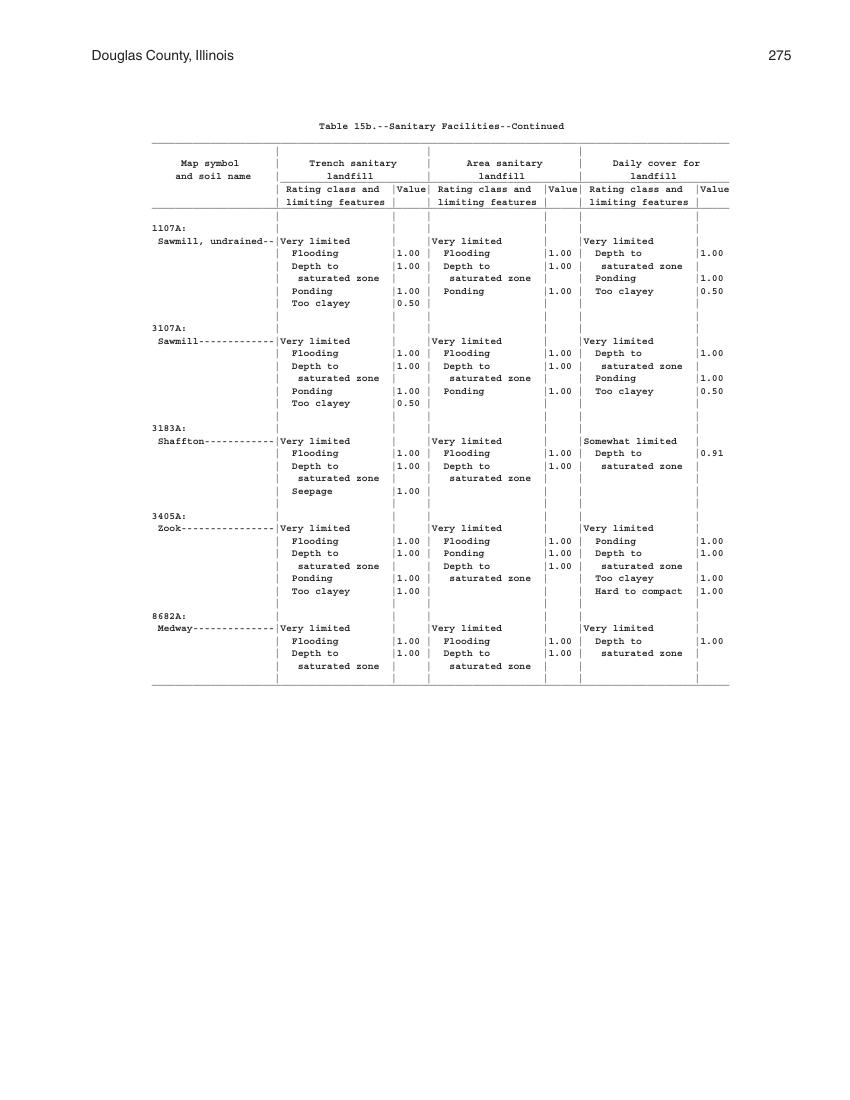 Douglas County, Illinois 275
Table 15b.--Sanitary Facilities--Continued
Map symbol | Trench sanitary | Area sanitary | Daily cover for
and soil name | landfill | landfill | landfill
| Rating class and |Value| Rating class and |Value| Rating class and |Value
| limiting features | | limiting features | | limiting features |
1107A:
Sawmill, undrained--|Very limited | |Very limited | |Very limited |
| Flooding |1.00 | Flooding |1.00 | Depth to |1.00
| Depth to |1.00 | Depth to |1.00 | saturated zone |
| saturated zone | | saturated zone | | Ponding |1.00
| Ponding |1.00 | Ponding |1.00 | Too clayey |0.50
| Too clayey |0.50 | | | |
3107A:
Sawmill-------------|Very limited | |Very limited | |Very limited |
| Flooding |1.00 | Flooding |1.00 | Depth to |1.00
| Depth to |1.00 | Depth to |1.00 | saturated zone |
| saturated zone | | saturated zone | | Ponding |1.00
| Ponding |1.00 | Ponding |1.00 | Too clayey |0.50
| Too clayey |0.50 | | | |
3183A:
Shaffton------------|Very limited | |Very limited | |Somewhat limited |
| Flooding |1.00 | Flooding |1.00 | Depth to |0.91
| Depth to |1.00 | Depth to |1.00 | saturated zone |
| saturated zone | | saturated zone | | |
| Seepage |1.00 | | | |
3405A:
Zook----------------|Very limited | |Very limited | |Very limited |
| Flooding |1.00 | Flooding |1.00 | Ponding |1.00
| Depth to |1.00 | Ponding |1.00 | Depth to |1.00
| saturated zone | | Depth to |1.00 | saturated zone |
| Ponding |1.00 | saturated zone | | Too clayey |1.00
| Too clayey |1.00 | | | Hard to compact |1.00
8682A:
Medway--------------|Very limited | |Very limited | |Very limited |
| Flooding |1.00 | Flooding |1.00 | Depth to |1.00
| Depth to |1.00 | Depth to |1.00 | saturated zone |
| saturated zone | | saturated zone | | |